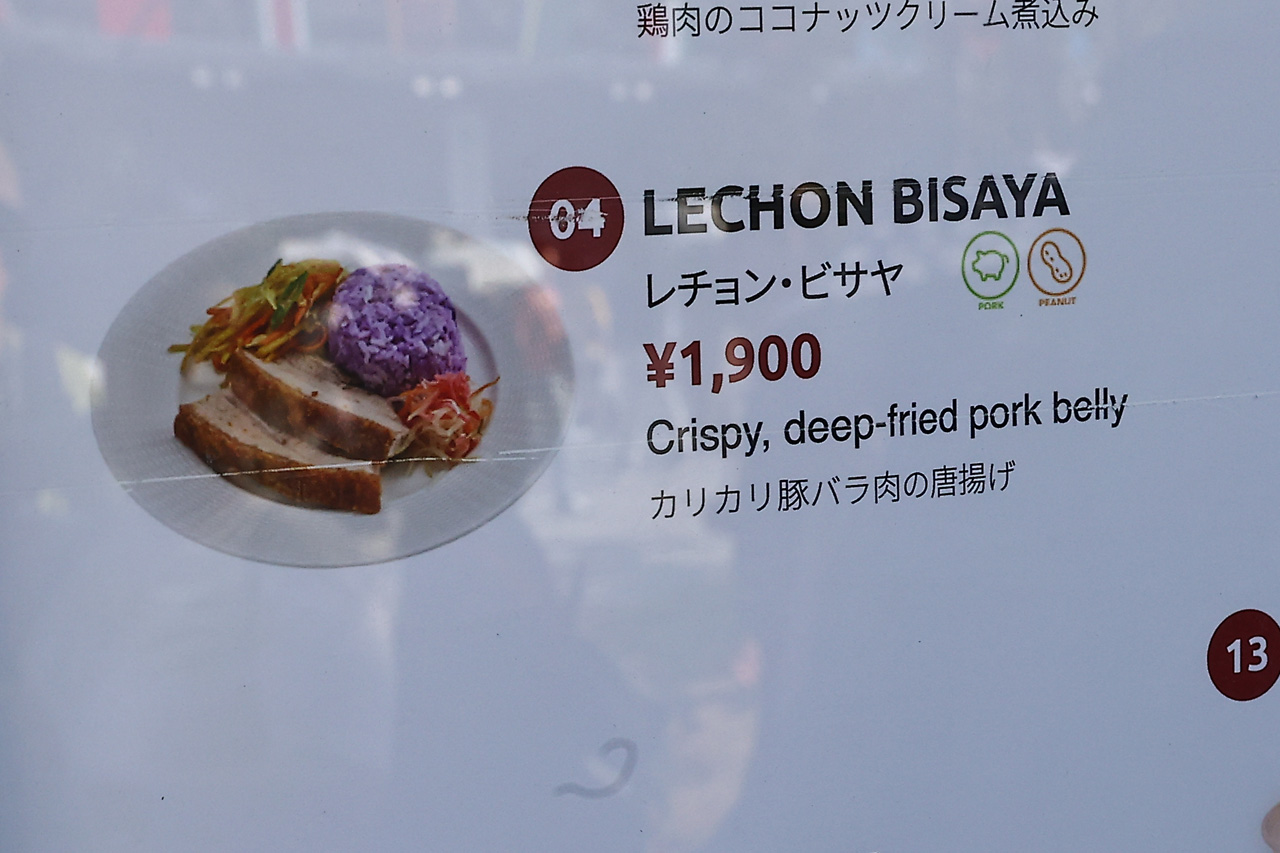 鶏肉のココナッツクリーム煮込み
04
LECHON BISAYA
レチョン・ビサヤ
PORK
PEANUT
¥1,900
Crispy, deep-fried pork belly
カリカリ豚バラ肉の唐揚げ
13